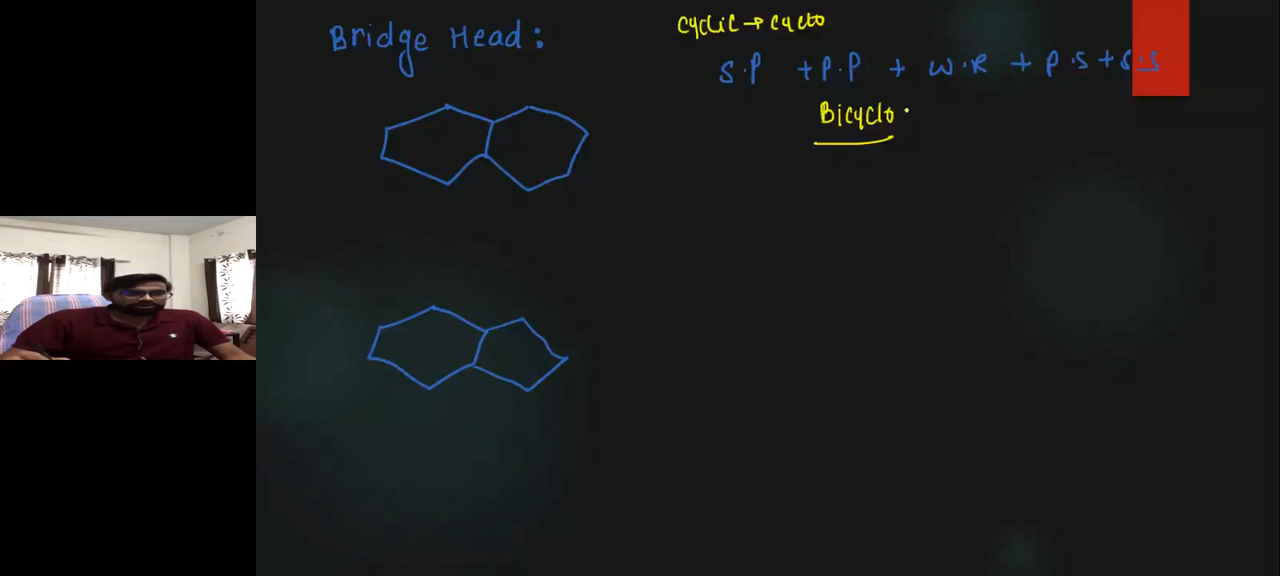 Bridge Head:
Cyclic → cyclo
S.P + P.P + W.R + P.S + S.S
Bicyclo